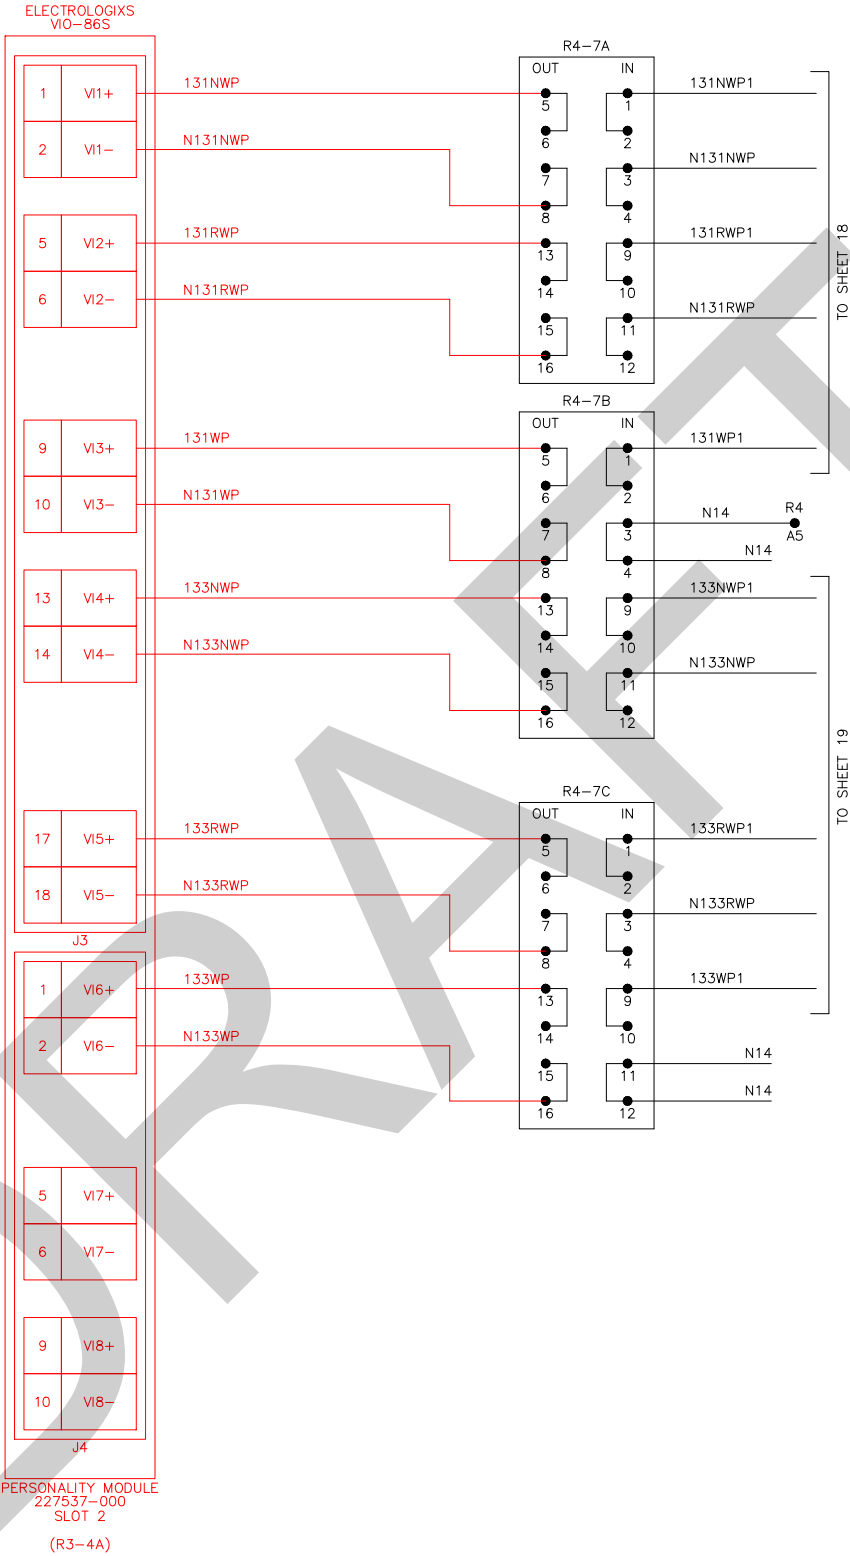 ELECTROLOGIXS
VIO-86S
1 VI1+ 131NWP
2 VI1- N131NWP
5 VI2+ 131RWP
6 VI2- N131RWP
9 VI3+ 131WP
10 VI3- N131WP
13 VI4+ 133NWP
14 VI4- N133NWP
17 VI5+ 133RWP
18 VI5- N133RWP
J3
1 VI6+ 133WP
2 VI6- N133WP
5 VI7+
6 VI7-
9 VI8+
10 VI8-
J4
PERSONALITY MODULE
227537-000
SLOT 2
(R3-4A)
R4-7A
OUT IN
5 1 131NWP1
6 2
7 3 N131NWP
8 4
13 9 131RWP1
14 10
15 11 N131RWP
16 12
TO SHEET 18
R4-7B
OUT IN
5 1 131WP1
6 2
7 3 N14 R4
A5
8 4 N14
13 9 133NWP1
14 10
15 11 N133NWP
16 12
TO SHEET 19
R4-7C
OUT IN
5 1 133RWP1
6 2
7 3 N133RWP
8 4
13 9 133WP1
14 10
15 11 N14
16 12 N14
DRAFT